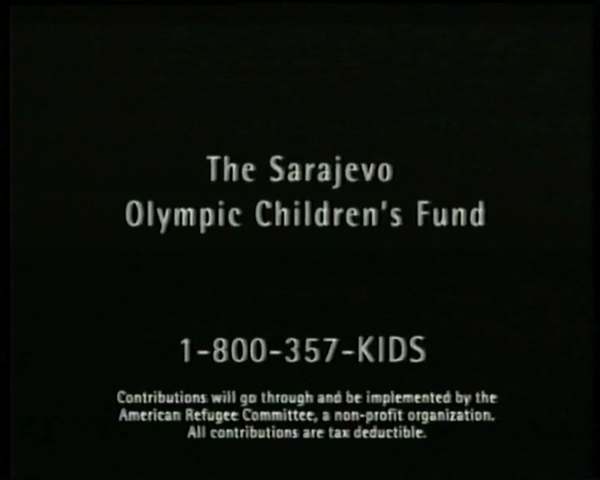 The Sarajevo
Olympic Children's Fund
1-800-357-KIDS
Contributions will go through and be implemented by the
American Refugee Committee, a non-profit organization.
All contributions are tax deductible.